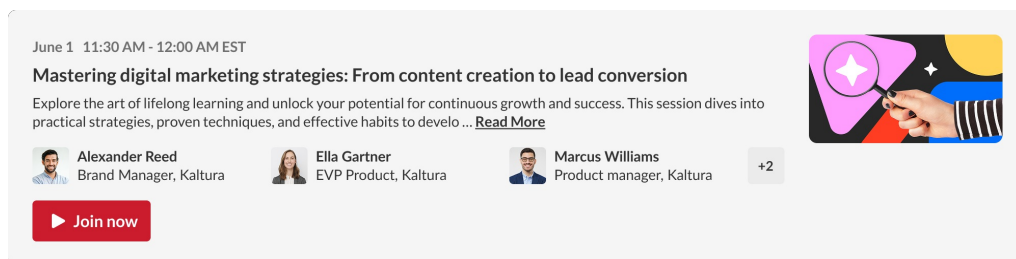 June 1 11:30 AM - 12:00 AM EST
Mastering digital marketing strategies: From content creation to lead conversion
Explore the art of lifelong learning and unlock your potential for continuous growth and success. This session dives into
practical strategies, proven techniques, and effective habits to develo ... Read More
Alexander Reed
Brand Manager, Kaltura
Ella Gartner
EVP Product, Kaltura
Marcus Williams
Product manager, Kaltura
+2
Join now